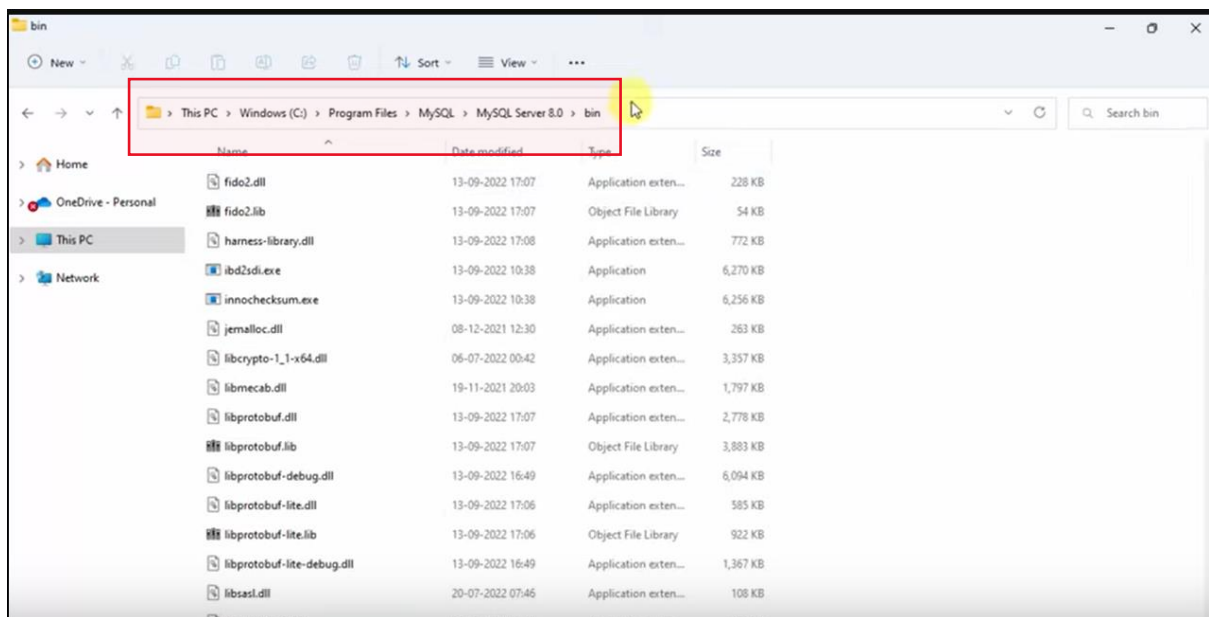 bin
New Sort View ...
This PC > Windows (C:) > Program Files > MySQL > MySQL Server 8.0 > bin Search bin
Name Date modified Type Size
Home
OneDrive - Personal
This PC
Network
fido2.dll 13-09-2022 17:07 Application exten... 228 KB
fido2.lib 13-09-2022 17:07 Object File Library 54 KB
harness-library.dll 13-09-2022 17:08 Application exten... 772 KB
ibd2sdi.exe 13-09-2022 10:38 Application 6,270 KB
innochecksum.exe 13-09-2022 10:38 Application 6,256 KB
jemalloc.dll 08-12-2021 12:30 Application exten... 263 KB
libcrypto-1_1-x64.dll 06-07-2022 00:42 Application exten... 3,357 KB
libmecab.dll 19-11-2021 20:03 Application exten... 1,797 KB
libprotobuf.dll 13-09-2022 17:07 Application exten... 2,778 KB
libprotobuf.lib 13-09-2022 17:07 Object File Library 3,883 KB
libprotobuf-debug.dll 13-09-2022 16:49 Application exten... 6,094 KB
libprotobuf-lite.dll 13-09-2022 17:06 Application exten... 585 KB
libprotobuf-lite.lib 13-09-2022 17:06 Object File Library 922 KB
libprotobuf-lite-debug.dll 13-09-2022 16:49 Application exten... 1,367 KB
libsasl.dll 20-07-2022 07:46 Application exten... 108 KB